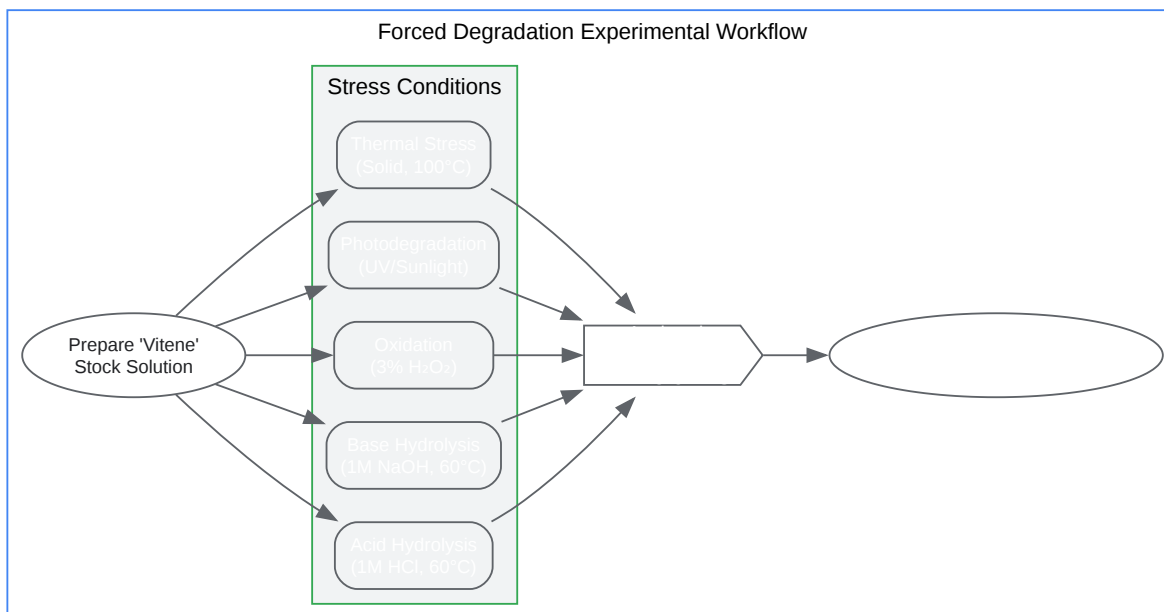 Forced Degradation Experimental Workflow
Stress Conditions
Thermal Stress
(Solid, 100°C)
Photodegradation
(UV/Sunlight)
Prepare 'Vitene'
Stock Solution
Oxidation
(3% H₂O₂)
Base Hydrolysis
(1M NaOH, 60°C)
Acid Hydrolysis
(1M HCl, 60°C)